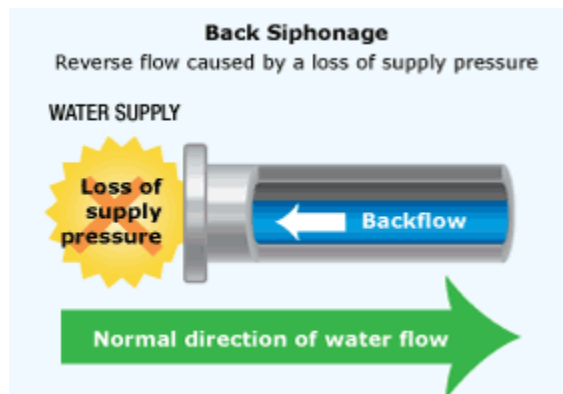 Back Siphonage
Reverse flow caused by a loss of supply pressure
WATER SUPPLY
Loss of
supply
pressure
Backflow
Normal direction of water flow